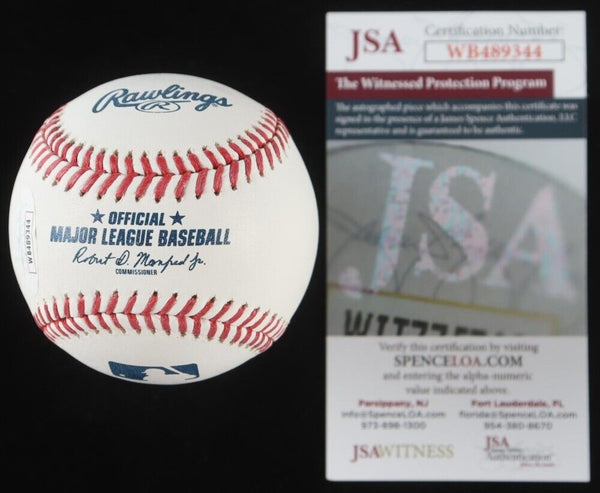 Rawlings
R
OFFICIAL
MAJOR LEAGUE BASEBALL
Robert D. Manfred Jr.
COMMISSIONER
WB489344
JSA
Certification Number:
WB489344
The Witnessed Protection Program
The autographed piece which accompanies this certificate was
signed in the presence of a James Spence Authentication, LLC
representative and is guaranteed to be authentic.
JSA
Verify this certification by visiting
SPENCELOA.COM
and entering the alpha-numeric
value indicated above.
Parsippany, NJ
info@SpenceLOA.com
973-898-1300
Fort Lauderdale, FL
florida@SpenceLOA.com
954-380-8670
JSAWITNESS
JSA
Authentication